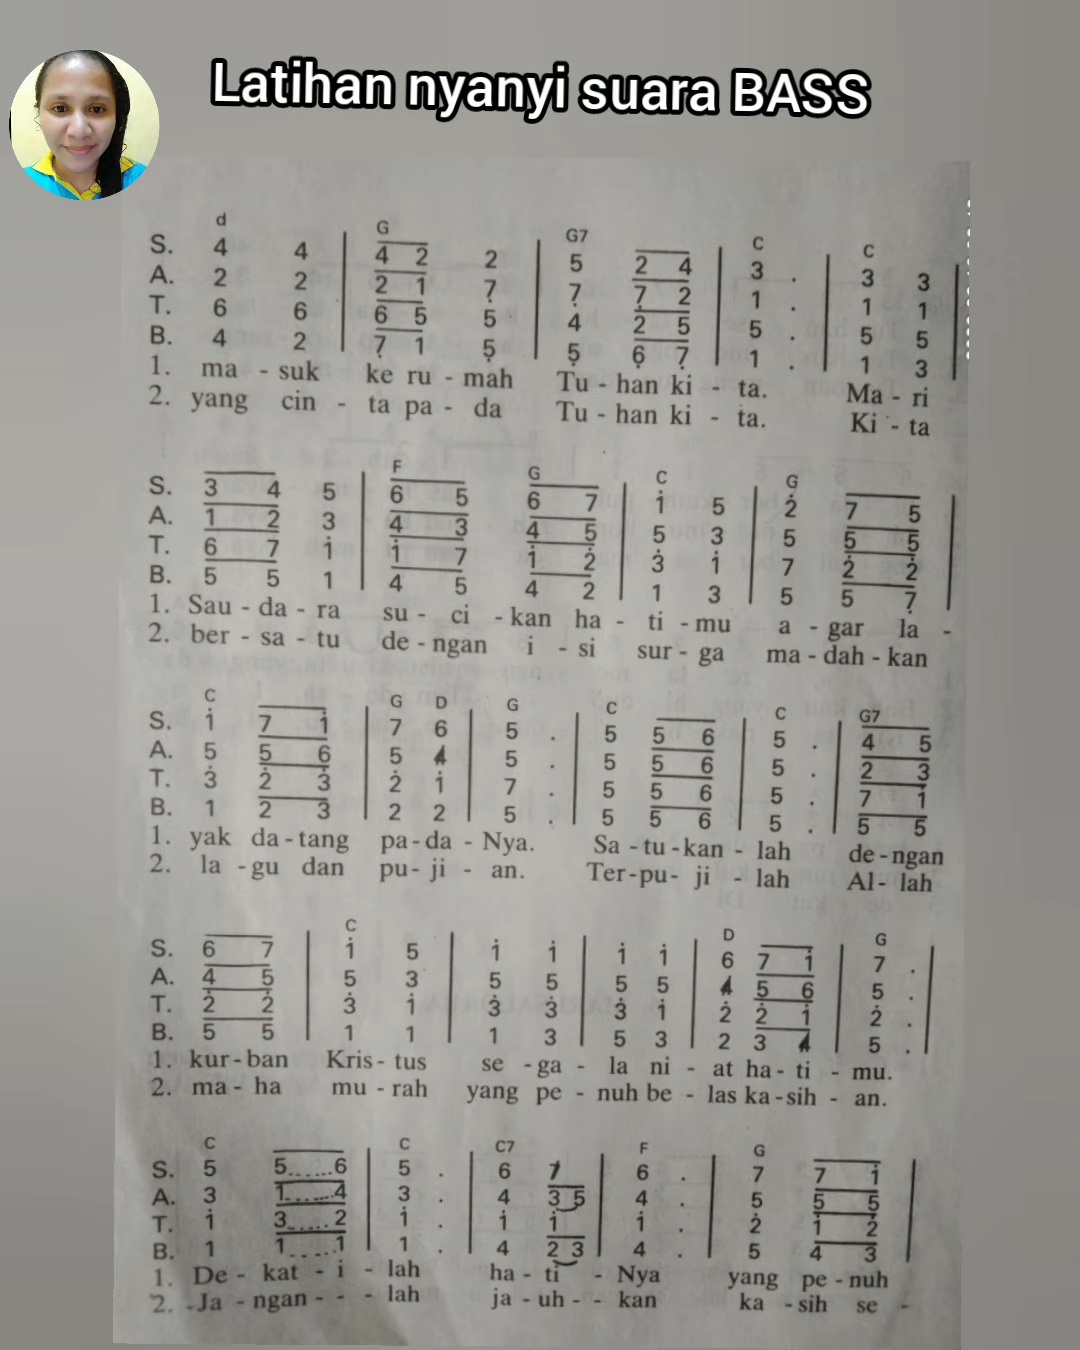 Latihan nyanyi suara BASS
d G G7 C C
S. 4 4 | 4 2 2 | 5 2 4 | 3 . | 3 3 |
A. 2 2 | 2 1 7̣ | 7̣ 7̣ 2 | 1 . | 1 1 |
T. 6 6 | 6 5 5 | 4 2 5 | 5 . | 5 5 |
B. 4 2 | 7̣ 1 5̣ | 5̣ 6̣ 7̣ | 1 . | 1 3 |
1. ma - suk ke ru - mah Tu - han ki - ta. Ma - ri
2. yang cin - ta pa - da Tu - han ki - ta. Ki - ta
F G C G
S. 3 4 5 | 6 5 6 7 | 1̇ 5 | 2̇ 7 5 |
A. 1 2 3 | 4 3 4 5 | 5 3 | 5 5 5 |
T. 6 7 1̇ | 1̇ 7 1̇ 2̇ | 3̇ 1̇ | 7 2̇ 2̇ |
B. 5 5 1 | 4 5 4 2 | 1 3 | 5 5 7̣ |
1. Sau - da - ra su - ci - kan ha - ti - mu a - gar la -
2. ber - sa - tu de - ngan i - si sur - ga ma - dah - kan
C G D G C C G7
S. 1̇ 7 1̇ | 7 6 | 5 . | 5 5 6 | 5 . | 4 5
A. 5 5 6 | 5 4 | 5 . | 5 5 6 | 5 . | 2 3
T. 3̇ 2̇ 3̇ | 2̇ 1̇ | 7 . | 5 5 6 | 5 . | 7 1
B. 1 2 3 | 2 2 | 5 . | 5 5 6 | 5 . | 5 5
1. yak da - tang pa - da - Nya. Sa - tu - kan - lah de - ngan
2. la - gu dan pu - ji - an. Ter - pu - ji - lah Al - lah
C D G
S. 6 7 | 1̇ 5 | 1̇ 1̇ | 1̇ 1̇ | 6 7 1̇ | 7 . |
A. 4 5 | 5 3 | 5 5 | 5 5 | 4 5 6 | 5 . |
T. 2̇ 2̇ | 3̇ 1̇ | 3̇ 3̇ | 3̇ 1̇ | 2̇ 2̇ 1̇ | 2̇ . |
B. 5 5 | 1 1 | 1 3 | 5 3 | 2 3 4 | 5 . |
1. kur - ban Kris - tus se - ga - la ni - at ha - ti - mu.
2. ma - ha mu - rah yang pe - nuh be - las ka - sih - an.
C C C7 F G
S. 5 5......6 | 5 . | 6 7 | 6 . | 7 7 1̇ |
A. 3 1......4 | 3 . | 4 3 5 | 4 . | 5 5 5 |
T. 1̇ 3.....2 | 1̇ . | 1̇ 1̇ | 1̇ . | 2̇ 1̇ 2̇ |
B. 1 1.....1 | 1 . | 4 2 3 | 4 . | 5 4 3 |
1. De - kat - i - lah ha - ti - Nya yang pe - nuh
2. Ja - ngan - - - lah ja - uh - - kan ka - sih se -